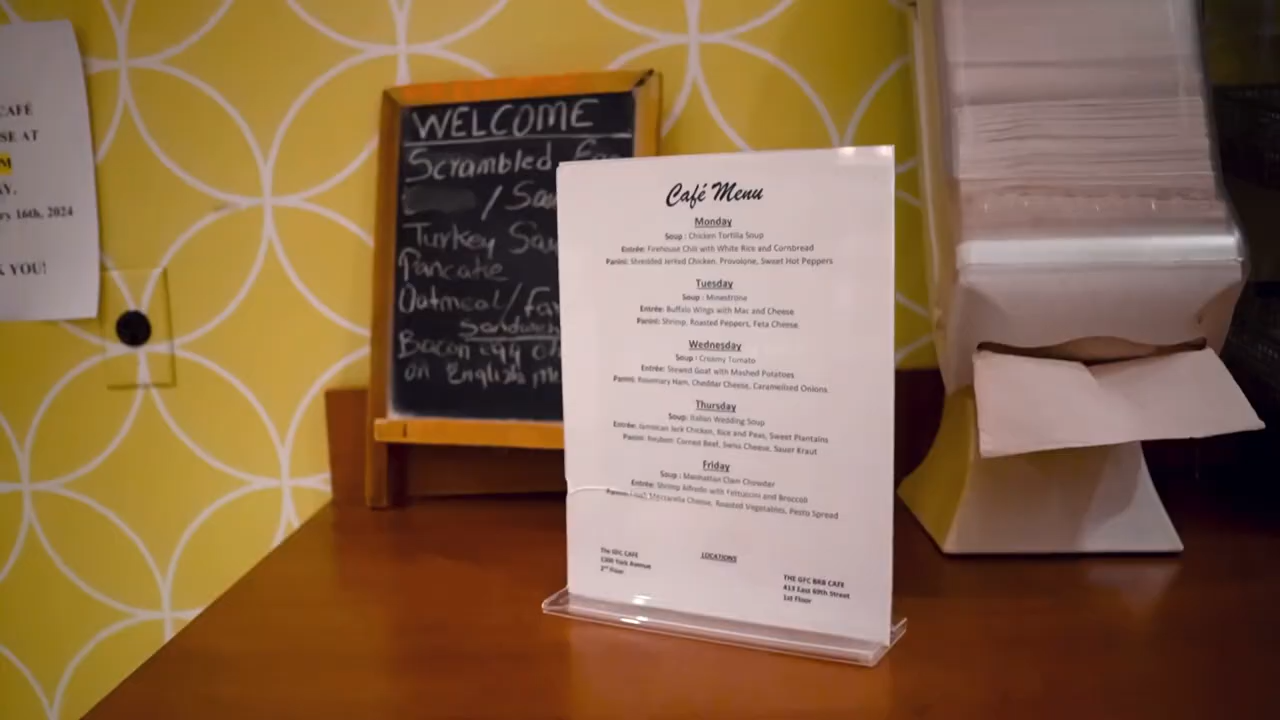 CAFÉ
SE AT
M
AY.
ry 16th, 2024
K YOU!
WELCOME
Scrambled
/ Sau
Turkey Sau
Pancake
Oatmeal/Far
Sandwich
Bacon egg
on English
Café Menu
Monday
Soup : Chicken Tortilla Soup
Entrée: Firehouse Chili with White Rice and Cornbread
Panini: Shredded Jerked Chicken, Provolone, Sweet Hot Peppers
Tuesday
Soup : Minestrone
Entrée: Buffalo Wings with Mac and Cheese
Panini: Shrimp, Roasted Peppers, Feta Cheese
Wednesday
Soup : Creamy Tomato
Entrée: Stewed Goat with Mashed Potatoes
Panini: Rosemary Ham, Cheddar Cheese, Caramelized Onions
Thursday
Soup: Italian Wedding Soup
Entrée: Jamaican Jerk Chicken, Rice and Peas, Sweet Plantains
Panini: Reuben: Corned Beef, Swiss Cheese, Sauer Kraut
Friday
Soup : Manhattan Clam Chowder
Entrée: Shrimp Alfredo with Fettuccini and Broccoli
Panini: Fresh Mozzarella Cheese, Roasted Vegetables, Pesto Spread
LOCATIONS
The GFC CAFE
1300 York Avenue
2nd Floor
THE GFC BRB CAFE
413 East 69th Street
1st Floor